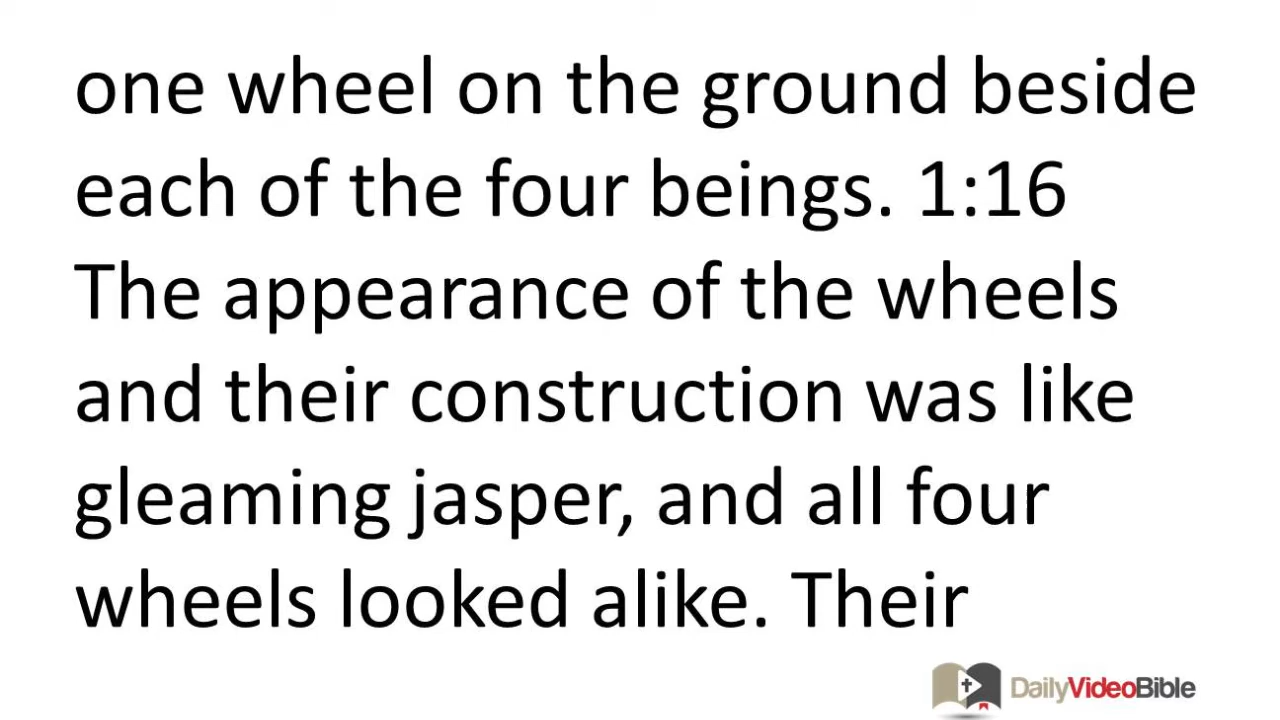 one wheel on the ground beside
each of the four beings. 1:16
The appearance of the wheels
and their construction was like
gleaming jasper, and all four
wheels looked alike. Their
DailyVideoBible